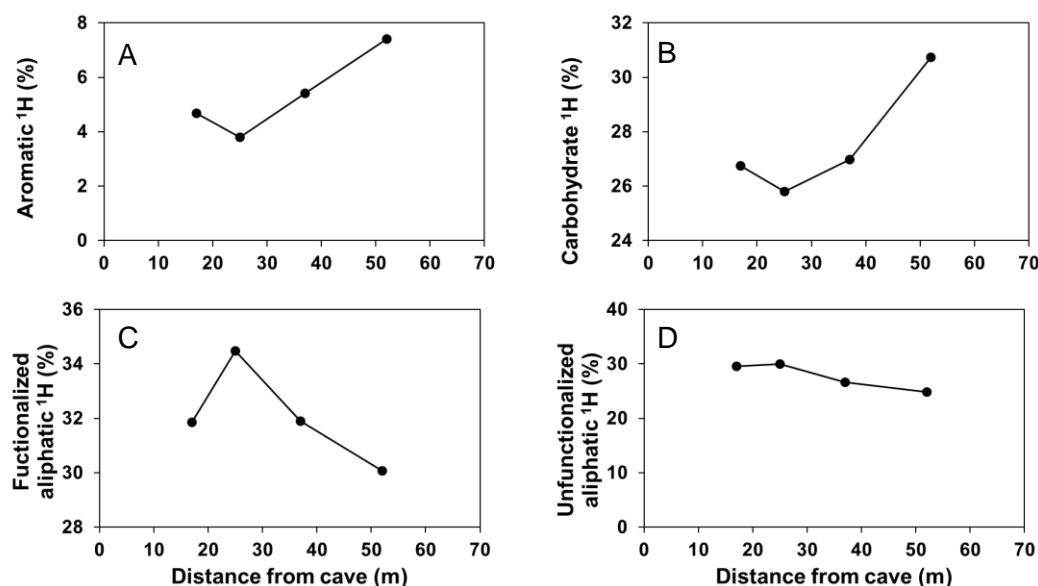 A
Aromatic ¹H (%)
8
6
4
2
0
0 10 20 30 40 50 60 70
B
Carbohydrate ¹H (%)
32
30
28
26
24
0 10 20 30 40 50 60 70
C
Fuctionalized
aliphatic ¹H (%)
36
34
32
30
28
0 10 20 30 40 50 60 70
Distance from cave (m)
D
Unfunctionalized
aliphatic ¹H (%)
40
30
20
10
0
0 10 20 30 40 50 60 70
Distance from cave (m)